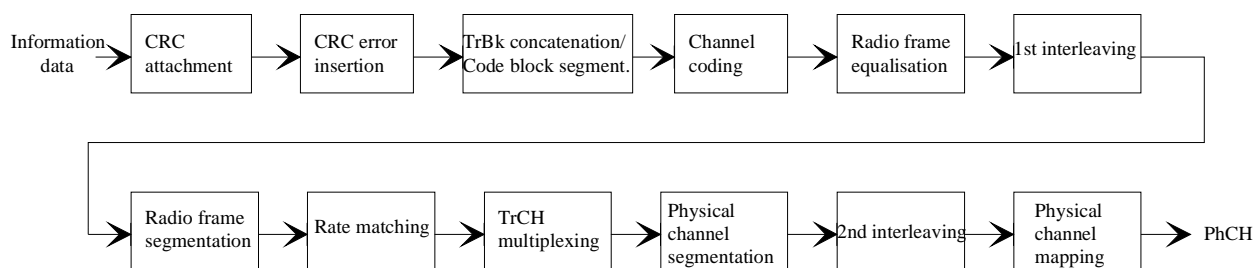 Information
data
CRC
attachment
CRC error
insertion
TrBk concatenation/
Code block segment.
Channel
coding
Radio frame
equalisation
1st interleaving
Radio frame
segmentation
Rate matching
TrCH
multiplexing
Physical
channel
segmentation
2nd interleaving
Physical
channel
mapping
PhCH